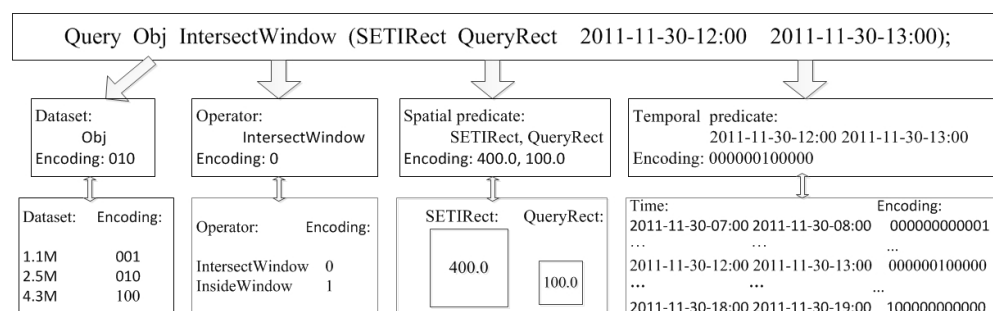 Query Obj IntersectWindow (SETIRect QueryRect 2011-11-30-12:00 2011-11-30-13:00);
Dataset:
Obj
Encoding: 010
Operator:
IntersectWindow
Encoding: 0
Spatial predicate:
SETIRect, QueryRect
Encoding: 400.0, 100.0
Temporal predicate:
2011-11-30-12:00 2011-11-30-13:00
Encoding: 000000100000
Dataset: Encoding:
1.1M 001
2.5M 010
4.3M 100
Operator: Encoding:
IntersectWindow 0
InsideWindow 1
SETIRect: QueryRect:
400.0
100.0
Time: Encoding:
2011-11-30-07:00 2011-11-30-08:00 000000000001
... ... ...
2011-11-30-12:00 2011-11-30-13:00 000000100000
... ... ...
2011-11-30-18:00 2011-11-30-19:00 100000000000